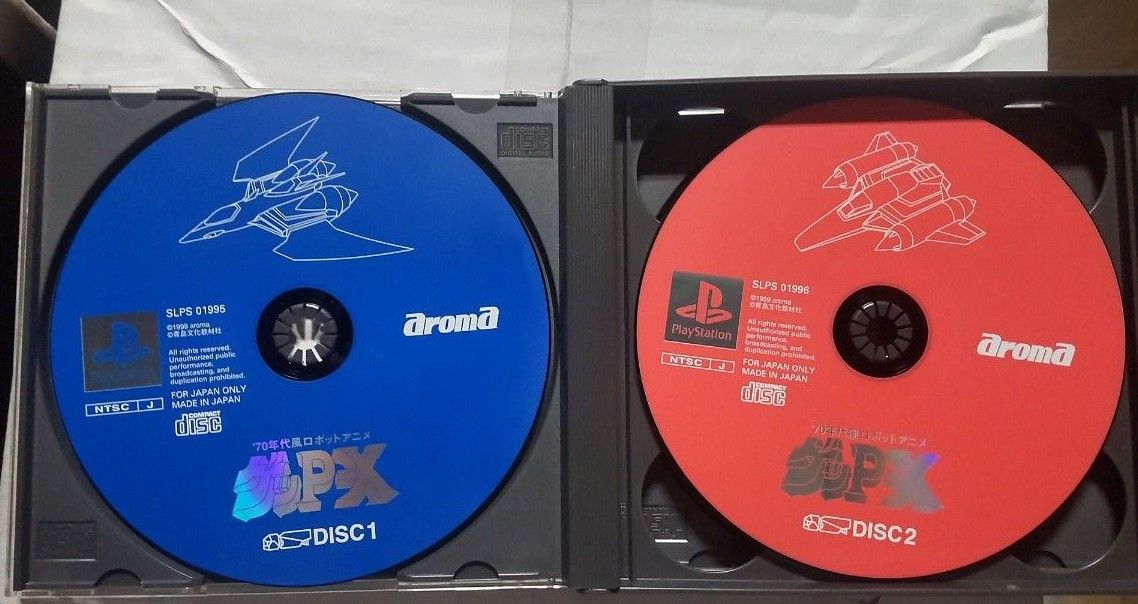 COMPACT
disc
DIGITAL AUDIO
SLPS 01995
©1999 aroma
©青島文化教材社
All rights reserved.
Unauthorized public
performance,
broadcasting, and
duplication prohibited.
FOR JAPAN ONLY
MADE IN JAPAN
NTSC J
COMPACT
disc
aroma
'70年代風ロボットアニメ
ゲッP-X
DISC 1
PlayStation
SLPS 01996
©1999 aroma
©青島文化教材社
All rights reserved.
Unauthorized public
performance,
broadcasting, and
duplication prohibited.
FOR JAPAN ONLY
MADE IN JAPAN
NTSC J
COMPACT
disc
aroma
'70年代風ロボットアニメ
ゲッP-X
DISC 2